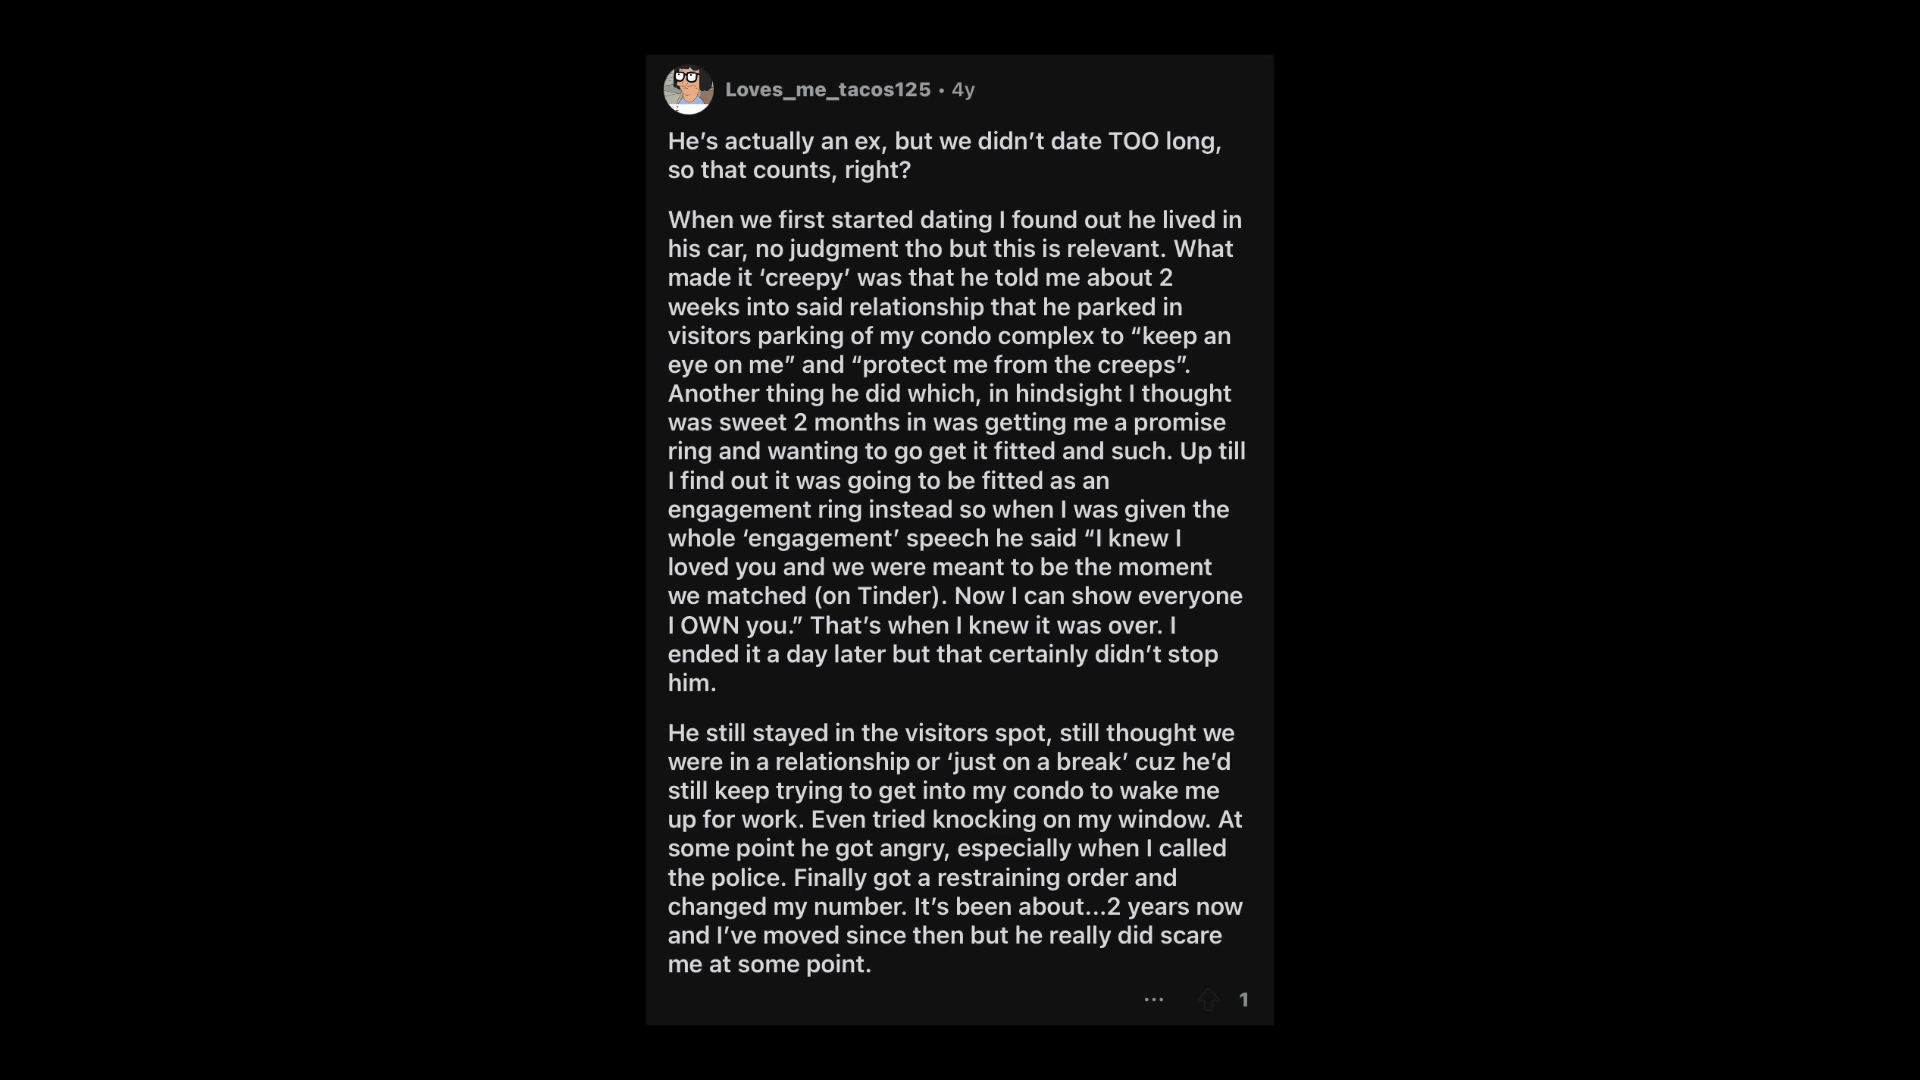 Loves_me_tacos125 • 4y
He’s actually an ex, but we didn’t date TOO long,
so that counts, right?
When we first started dating I found out he lived in
his car, no judgment tho but this is relevant. What
made it ‘creepy’ was that he told me about 2
weeks into said relationship that he parked in
visitors parking of my condo complex to “keep an
eye on me” and “protect me from the creeps”.
Another thing he did which, in hindsight I thought
was sweet 2 months in was getting me a promise
ring and wanting to go get it fitted and such. Up till
I find out it was going to be fitted as an
engagement ring instead so when I was given the
whole ‘engagement’ speech he said “I knew I
loved you and we were meant to be the moment
we matched (on Tinder). Now I can show everyone
I OWN you.” That’s when I knew it was over. I
ended it a day later but that certainly didn’t stop
him.
He still stayed in the visitors spot, still thought we
were in a relationship or ‘just on a break’ cuz he’d
still keep trying to get into my condo to wake me
up for work. Even tried knocking on my window. At
some point he got angry, especially when I called
the police. Finally got a restraining order and
changed my number. It’s been about...2 years now
and I’ve moved since then but he really did scare
me at some point.
... 1